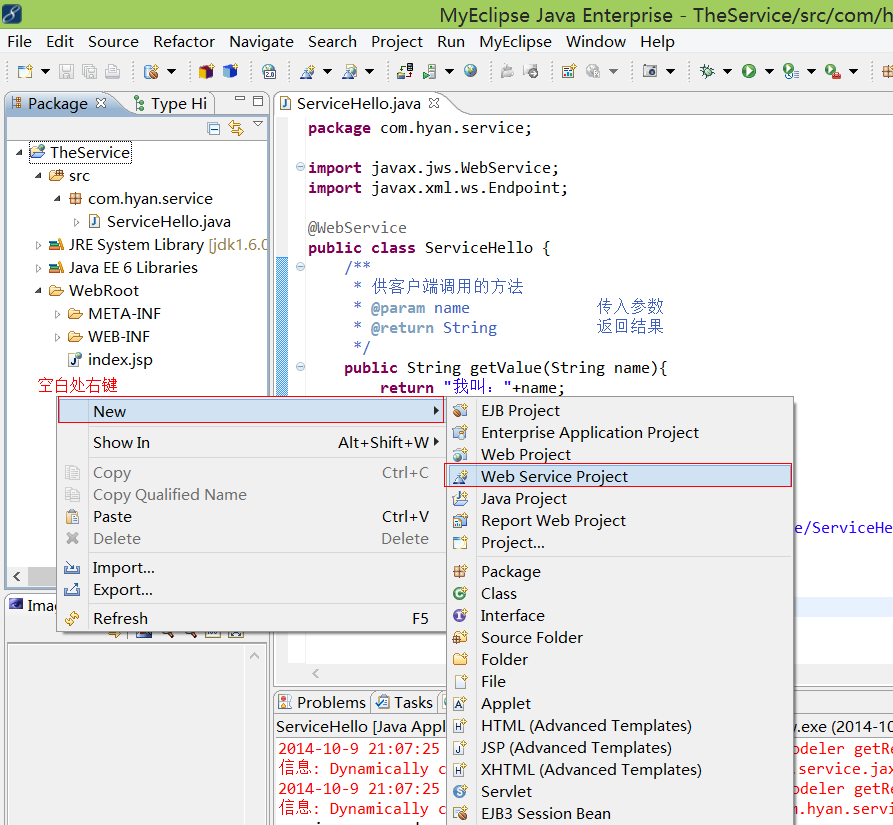 MyEclipse Java Enterprise - TheService/src/com/h
File Edit Source Refactor Navigate Search Project Run MyEclipse Window Help
Package Type Hi
TheService
src
com.hyan.service
ServiceHello.java
JRE System Library [jdk1.6.0
Java EE 6 Libraries
WebRoot
META-INF
WEB-INF
index.jsp
空白处右键
ServiceHello.java
package com.hyan.service;
import javax.jws.WebService;
import javax.xml.ws.Endpoint;
@WebService
public class ServiceHello {
/**
* 供客户端调用的方法
* @param name 传入参数
* @return String 返回结果
*/
public String getValue(String name){
return "我叫："+name;
e/ServiceHe
New
Show In Alt+Shift+W
Copy Ctrl+C
Copy Qualified Name
Paste Ctrl+V
Delete Delete
Import...
Export...
Refresh F5
EJB Project
Enterprise Application Project
Web Project
Web Service Project
Java Project
Report Web Project
Project...
Package
Class
Interface
Source Folder
Folder
File
Applet
HTML (Advanced Templates)
JSP (Advanced Templates)
XHTML (Advanced Templates)
Servlet
EJB3 Session Bean
Ima
Problems Tasks
ServiceHello [Java Appl w.exe (2014-10
2014-10-9 21:07:25 odeler getRe
信息: Dynamically c .service.jax
2014-10-9 21:07:25 odeler getRe
信息: Dynamically c m.hyan.servi